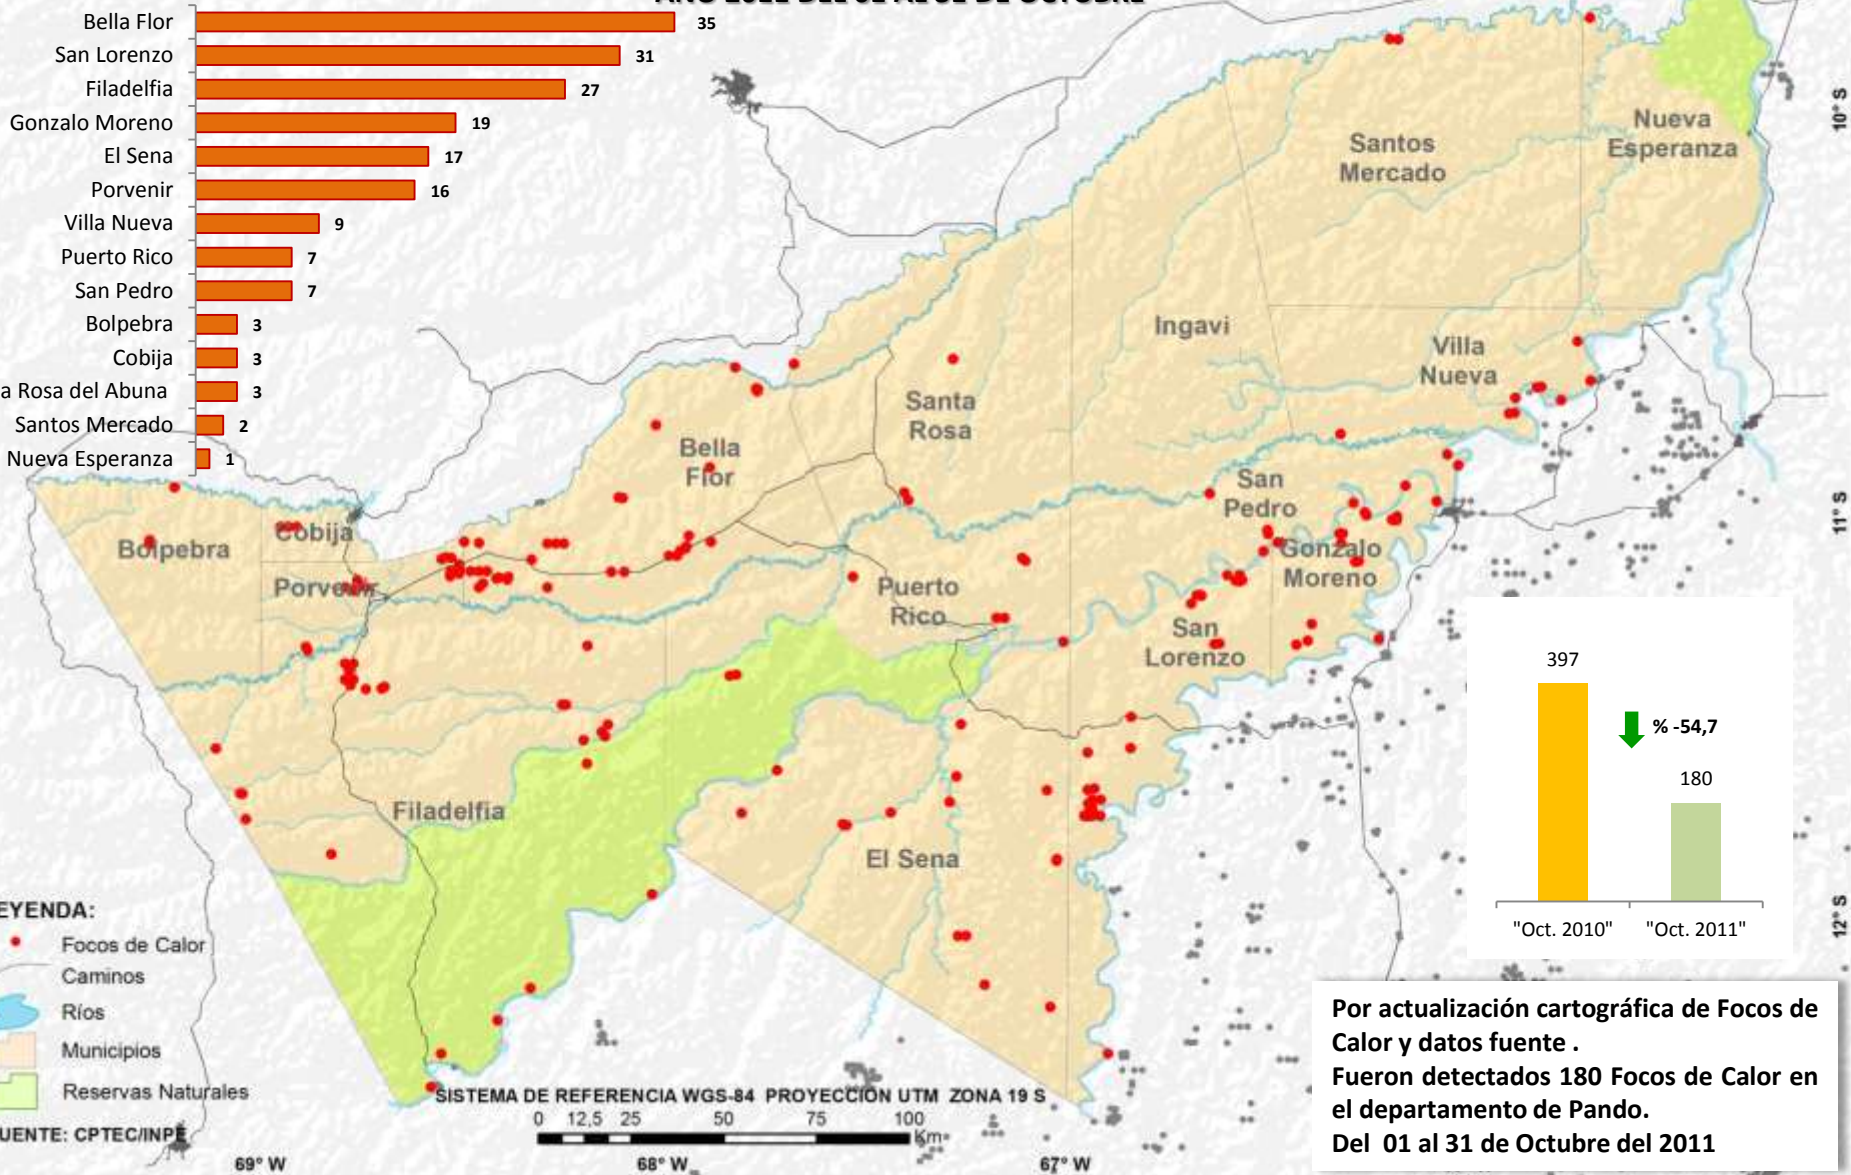 Bella Flor 35
San Lorenzo 31
Filadelfia 27
Gonzalo Moreno 19
El Sena 17
Porvenir 16
Villa Nueva 9
Puerto Rico 7
San Pedro 7
Bolpebra 3
Cobija 3
a Rosa del Abuna 3
Santos Mercado 2
Nueva Esperanza 1
Nueva
Esperanza
Santos
Mercado
Ingavi
Villa
Nueva
Santa
Rosa
Bella
Flor
San
Pedro
Cobija
Bolpebra
Gonzalo
Moreno
Porvenir
Puerto
Rico
San
Lorenzo
Filadelfia
El Sena
10° S
11° S
12° S
397
% -54,7
180
"Oct. 2010" "Oct. 2011"
EYENDA:
Focos de Calor
Caminos
Ríos
Municipios
Reservas Naturales
UENTE: CPTEC/INPE
SISTEMA DE REFERENCIA WGS-84 PROYECCIÓN UTM ZONA 19 S
0 12,5 25 50 75 100
Km
69° W 68° W 67° W
Por actualización cartográfica de Focos de
Calor y datos fuente .
Fueron detectados 180 Focos de Calor en
el departamento de Pando.
Del 01 al 31 de Octubre del 2011